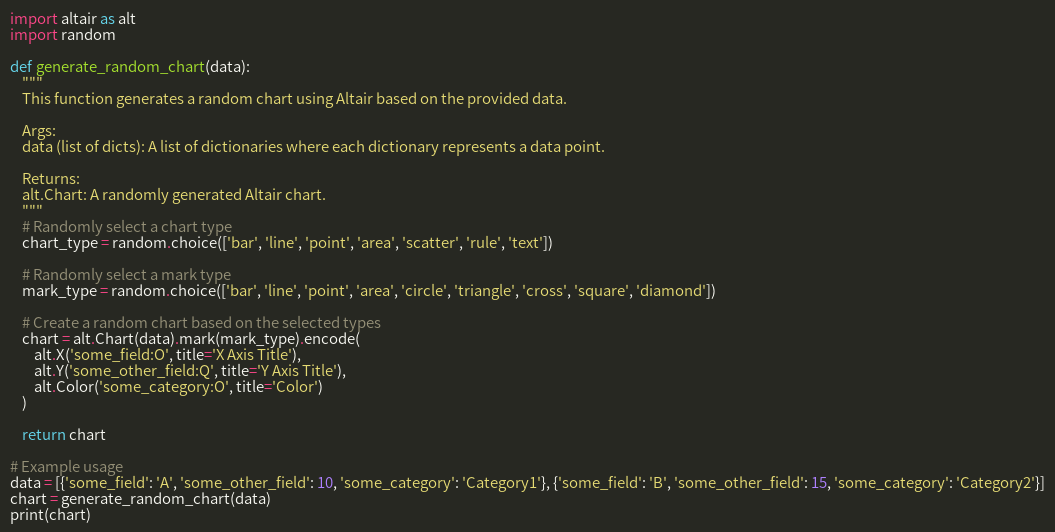 import altair as alt
import random

def generate_random_chart(data):
    """
    This function generates a random chart using Altair based on the provided data.

    Args:
    data (list of dicts): A list of dictionaries where each dictionary represents a data point.

    Returns:
    alt.Chart: A randomly generated Altair chart.
    """
    # Randomly select a chart type
    chart_type = random.choice(['bar', 'line', 'point', 'area', 'scatter', 'rule', 'text'])

    # Randomly select a mark type
    mark_type = random.choice(['bar', 'line', 'point', 'area', 'circle', 'triangle', 'cross', 'square', 'diamond'])

    # Create a random chart based on the selected types
    chart = alt.Chart(data).mark(mark_type).encode(
        alt.X('some_field:O', title='X Axis Title'),
        alt.Y('some_other_field:Q', title='Y Axis Title'),
        alt.Color('some_category:O', title='Color')
    )

    return chart

# Example usage
data = [{'some_field': 'A', 'some_other_field': 10, 'some_category': 'Category1'}, {'some_field': 'B', 'some_other_field': 15, 'some_category': 'Category2'}]
chart = generate_random_chart(data)
print(chart)